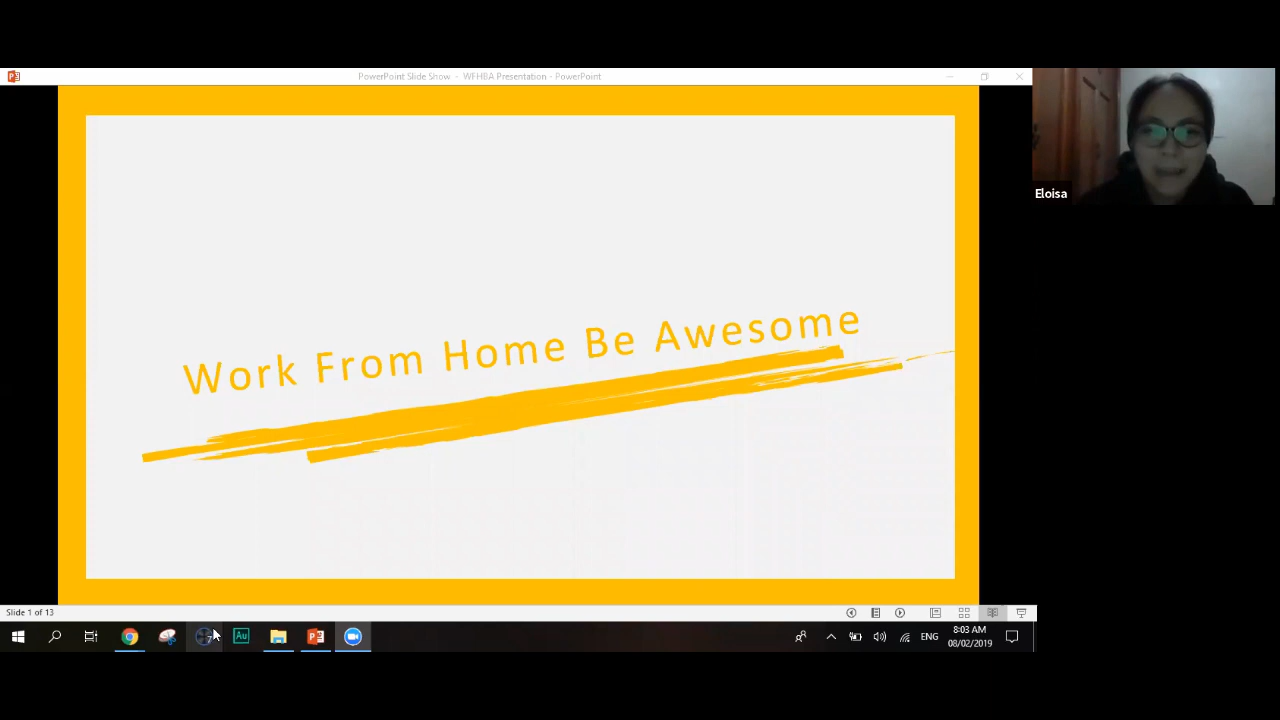 PowerPoint Slide Show - WFHBA Presentation - PowerPoint
Work From Home Be Awesome
Eloisa
Slide 1 of 13
Au
ENG
8:03 AM
08/02/2019